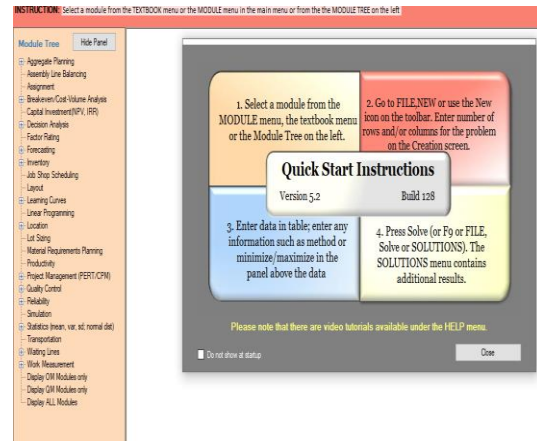 INSTRUCTION: Select a module from the TEXTBOOK menu or the MODULE menu in the main menu or from the the MODULE TREE on the left
Module Tree
Hide Panel
Aggregate Planning
Assembly Line Balancing
Assignment
Breakeven/Cost-Volume Analysis
Capital Investment(NPV, IRR)
Decision Analysis
Factor Rating
Forecasting
Inventory
Job Shop Scheduling
Layout
Learning Curves
Linear Programming
Location
Lot Sizing
Material Requirements Planning
Productivity
Project Management (PERT/CPM)
Quality Control
Reliability
Simulation
Statistics (mean, var, sd; normal dist)
Transportation
Waiting Lines
Work Measurement
Display OM Modules only
Display QM Modules only
Display ALL Modules
1. Select a module from the
MODULE menu, the textbook menu
or the Module Tree on the left.
2. Go to FILE,NEW or use the New
icon on the toolbar. Enter number of
rows and/or columns for the problem
on the Creation screen.
Quick Start Instructions
Version 5.2
Build 128
3. Enter data in table; enter any
information such as method or
minimize/maximize in the
panel above the data
4. Press Solve (or F9 or FILE,
Solve or SOLUTIONS). The
SOLUTIONS menu contains
additional results.
Please note that there are video tutorials available under the HELP menu.
Do not show at startup
Close